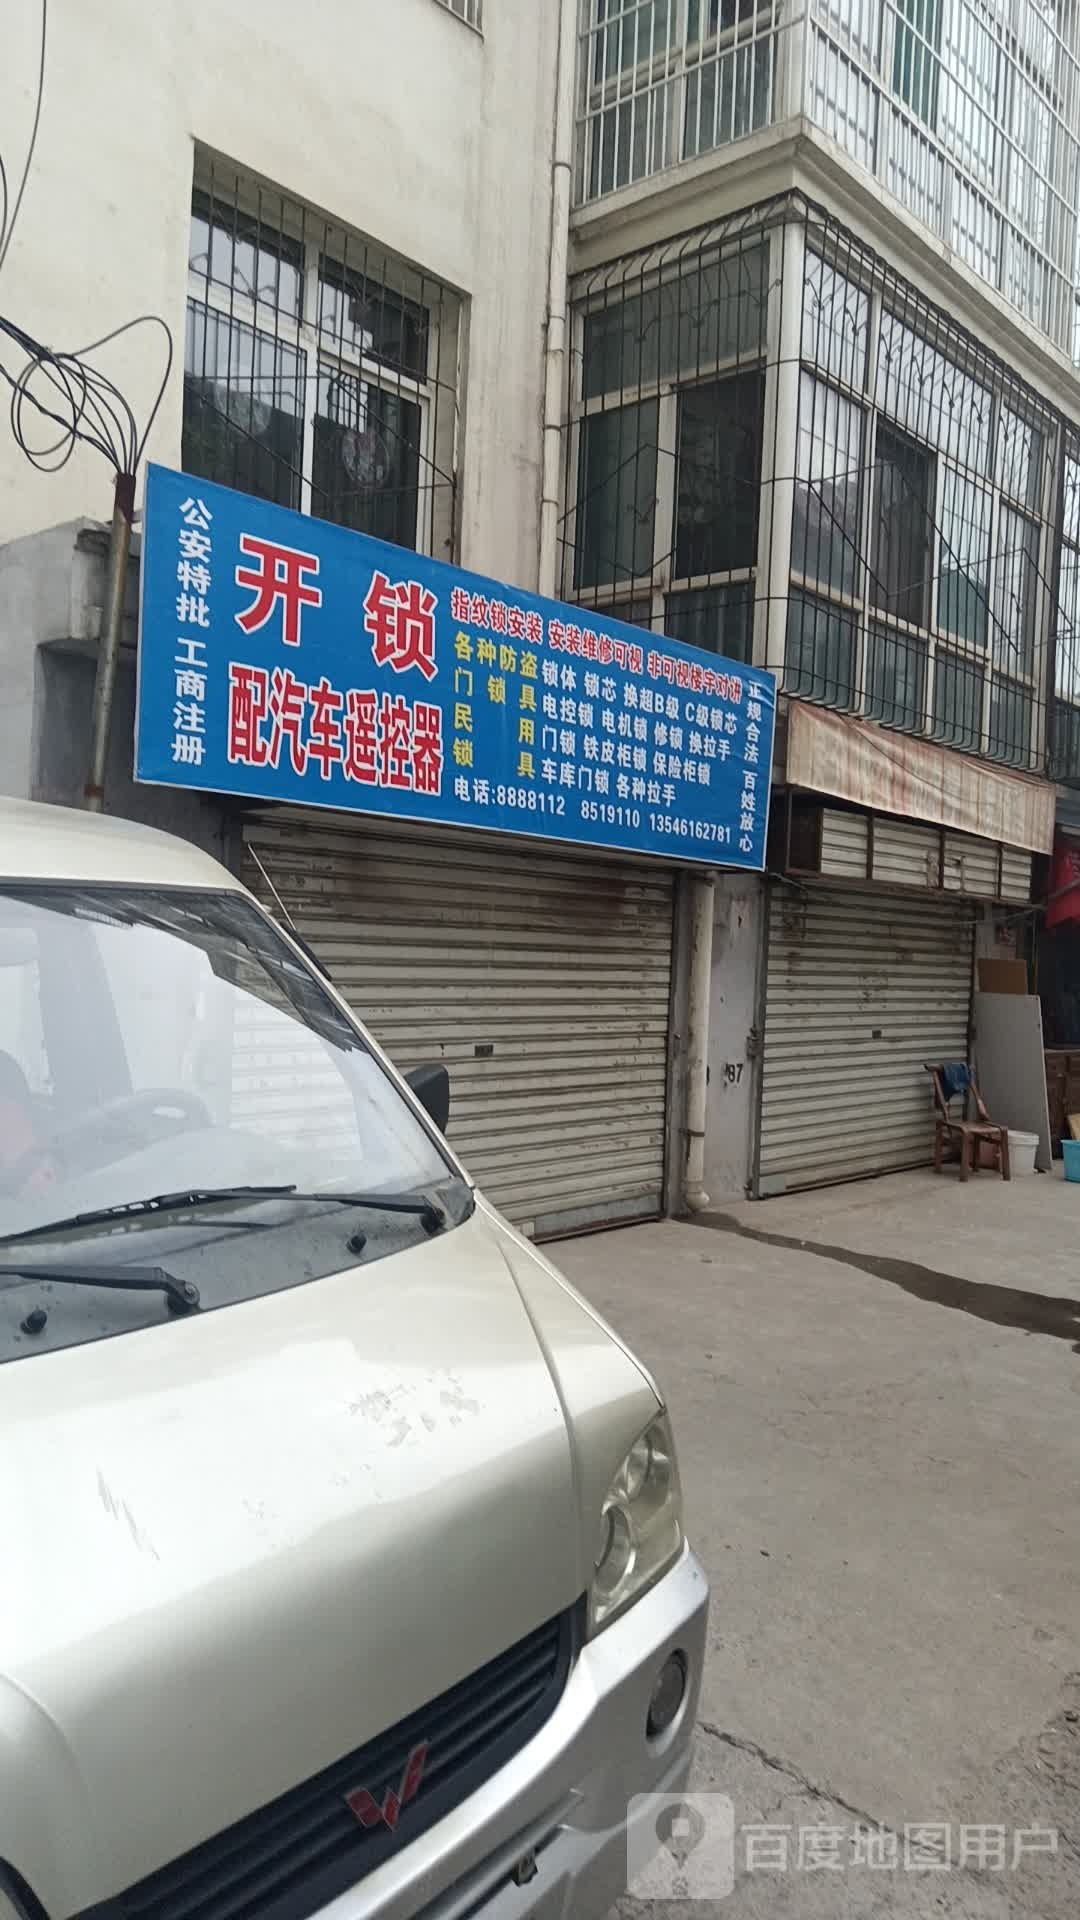 公安特批 工商注册
开 锁
配汽车遥控器
指纹锁安装 安装维修可视 非可视楼宇对讲
各种防盗 锁体 锁芯 换超B级 C级锁芯
门锁具 电控锁 电机锁 修锁 换拉手
民用 门锁 铁皮柜锁 保险柜锁
锁具 车库门锁 各种拉手
电话:8888112 8519110 13546162781
正规合法 百姓放心
87
百度地图用户